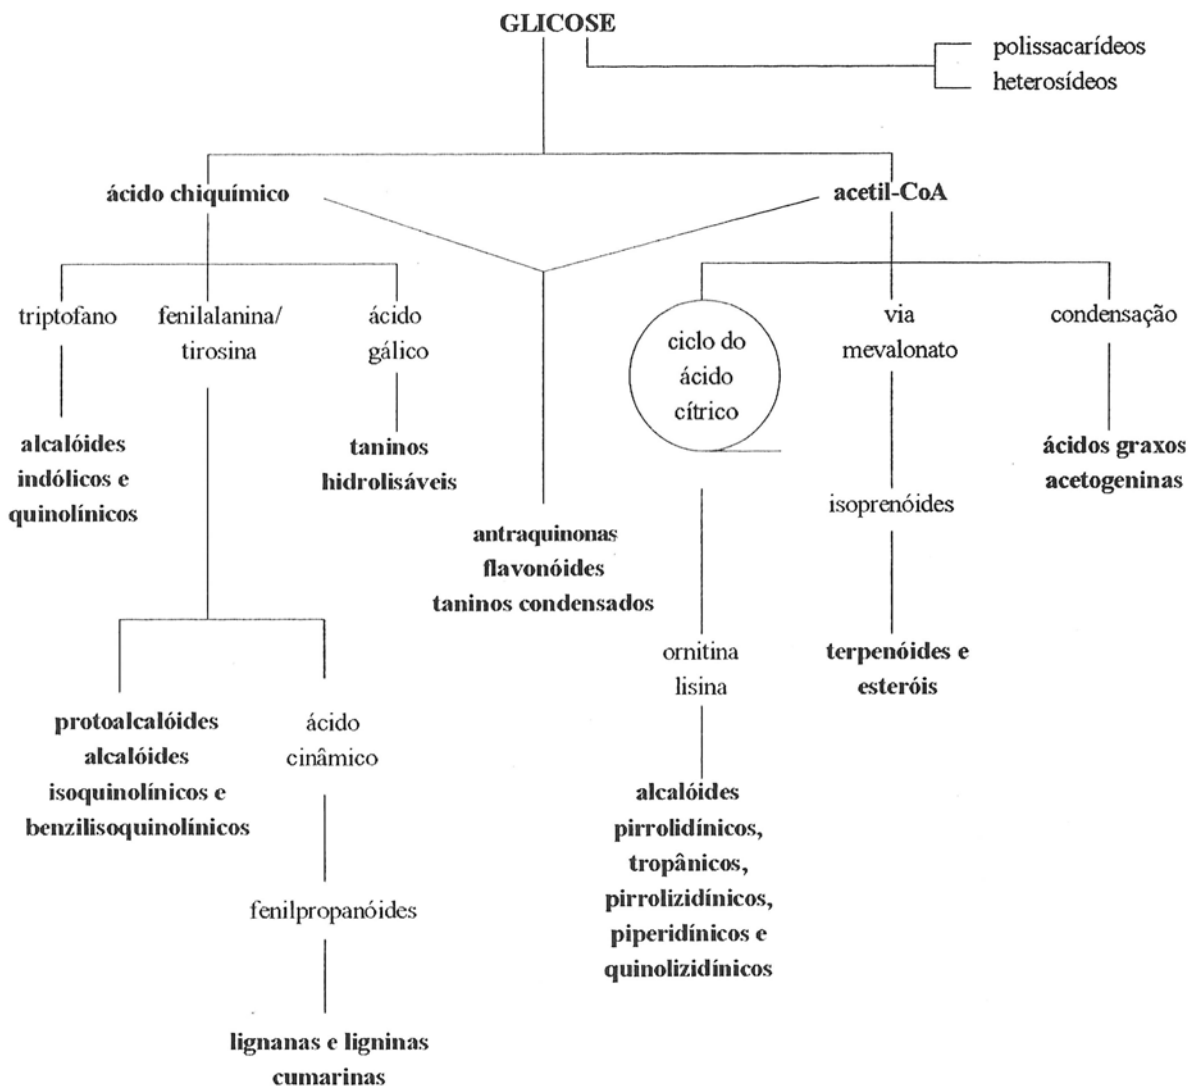 GLICOSE
polissacarídeos
heterosídeos
ácido chiquímico
acetil-CoA
triptofano
fenilalanina/
tirosina
ácido
gálico
ciclo do
ácido
cítrico
via
mevalonato
condensação
alcalóides
indólicos e
quinolínicos
taninos
hidrolisáveis
antraquinonas
flavonóides
taninos condensados
isoprenóides
ácidos graxos
acetogeninas
ornitina
lisina
terpenóides e
esteróis
protoalcalóides
alcalóides
isoquinolínicos e
benzilisoquinolínicos
ácido
cinâmico
alcalóides
pirrolidínicos,
tropânicos,
pirrolizidínicos,
piperidínicos e
quinolizidínicos
fenilpropanóides
lignanas e ligninas
cumarinas